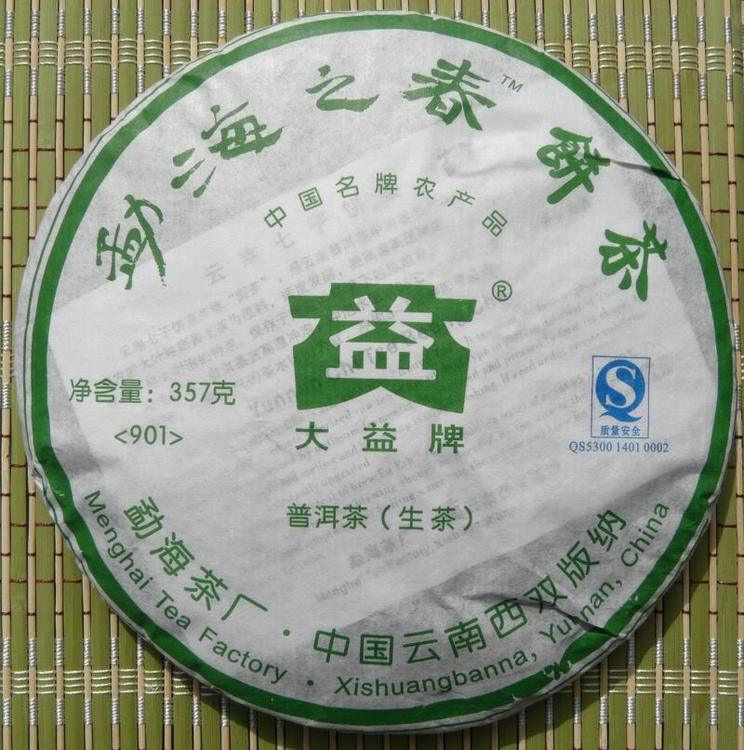 勐海之春™餅茶
中国名牌农产品
益®
大益牌
净含量：357克
<901>
质量安全
QS5300 1401 0002
普洱茶（生茶）
勐海茶厂·中国云南西双版纳
Menghai Tea Factory · Xishuangbanna, Yunnan, China